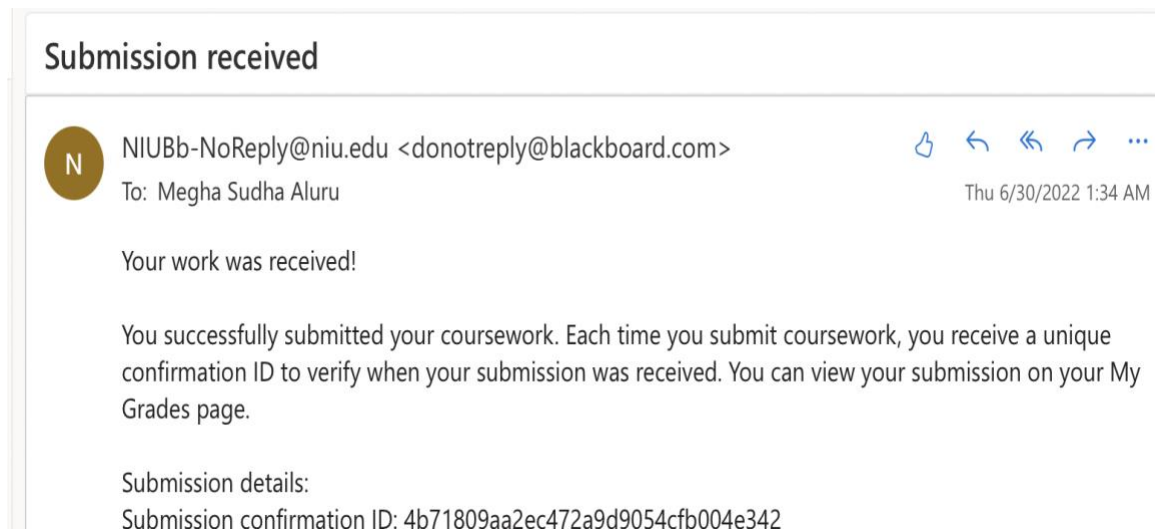 Submission received
N
NIUBb-NoReply@niu.edu <donotreply@blackboard.com>
To: Megha Sudha Aluru
Thu 6/30/2022 1:34 AM
Your work was received!
You successfully submitted your coursework. Each time you submit coursework, you receive a unique
confirmation ID to verify when your submission was received. You can view your submission on your My
Grades page.
Submission details:
Submission confirmation ID: 4b71809aa2ec472a9d9054cfb004e342